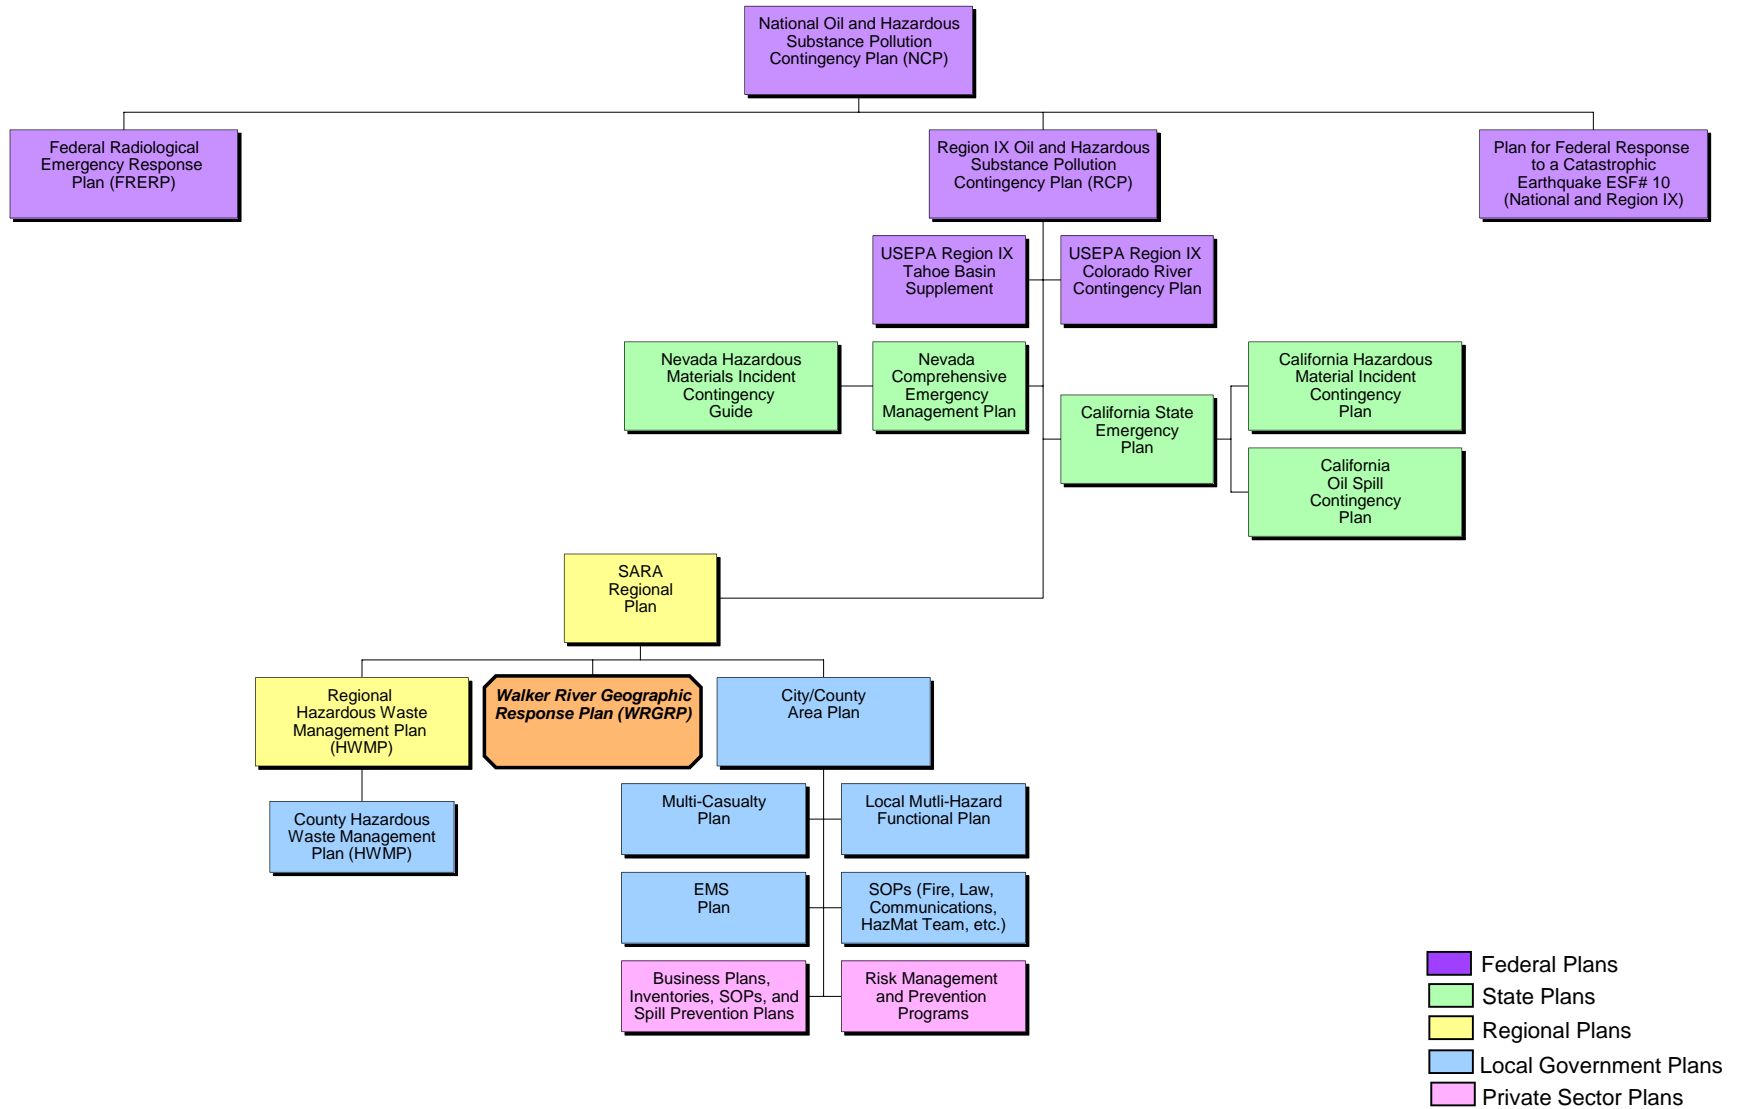 National Oil and Hazardous
Substance Pollution
Contingency Plan (NCP)
Federal Radiological
Emergency Response
Plan (FRERP)
Region IX Oil and Hazardous
Substance Pollution
Contingency Plan (RCP)
Plan for Federal Response
to a Catastrophic
Earthquake ESF# 10
(National and Region IX)
USEPA Region IX
Tahoe Basin
Supplement
USEPA Region IX
Colorado River
Contingency Plan
Nevada Hazardous
Materials Incident
Contingency
Guide
Nevada
Comprehensive
Emergency
Management Plan
California State
Emergency
Plan
California Hazardous
Material Incident
Contingency
Plan
California
Oil Spill
Contingency
Plan
SARA
Regional
Plan
Regional
Hazardous Waste
Management Plan
(HWMP)
Walker River Geographic
Response Plan (WRGRP)
City/County
Area Plan
County Hazardous
Waste Management
Plan (HWMP)
Multi-Casualty
Plan
Local Mutli-Hazard
Functional Plan
EMS
Plan
SOPs (Fire, Law,
Communications,
HazMat Team, etc.)
Business Plans,
Inventories, SOPs, and
Spill Prevention Plans
Risk Management
and Prevention
Programs
Federal Plans
State Plans
Regional Plans
Local Government Plans
Private Sector Plans